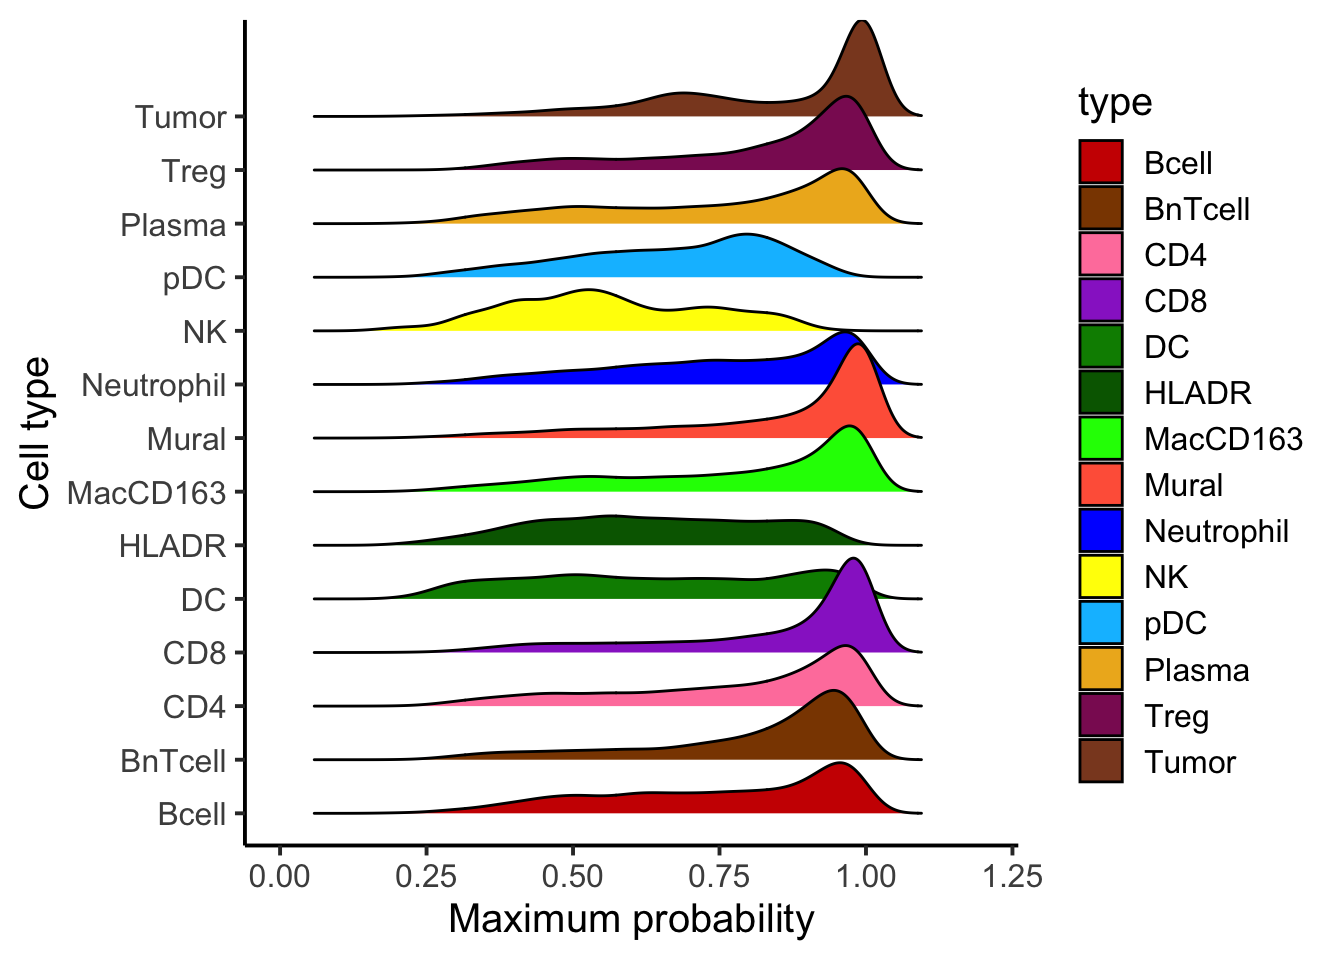 Tumor
Treg
Plasma
pDC
NK
Neutrophil
Mural
MacCD163
HLADR
DC
CD8
CD4
BnTcell
Bcell
Cell type
0.00 0.25 0.50 0.75 1.00 1.25
Maximum probability
type
Bcell
BnTcell
CD4
CD8
DC
HLADR
MacCD163
Mural
Neutrophil
NK
pDC
Plasma
Treg
Tumor